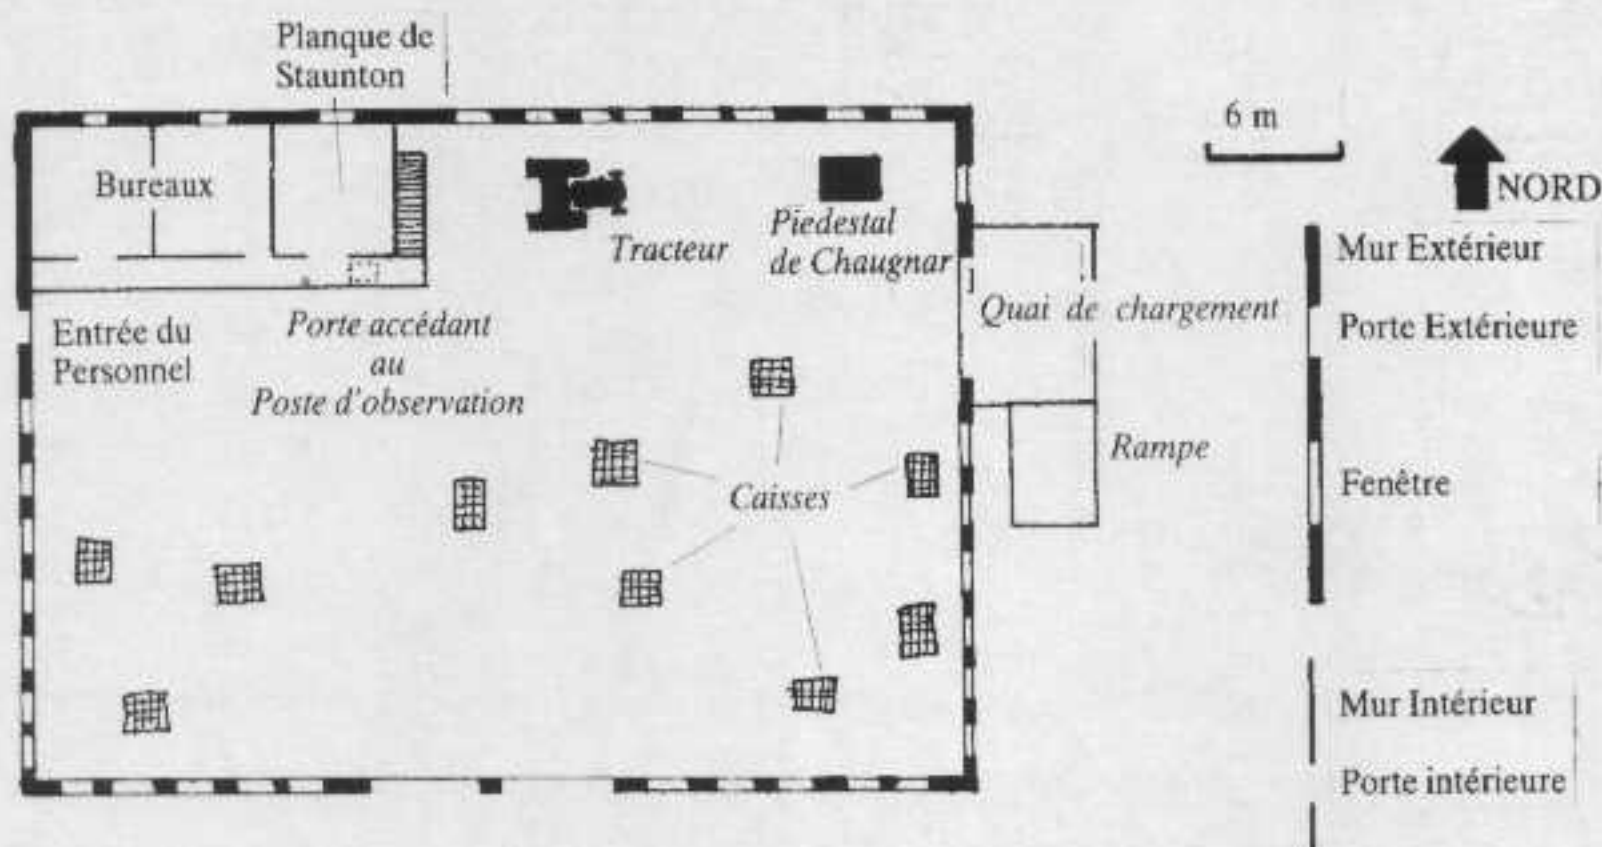 Planque de
Staunton
6 m
NORD
Bureaux
Tracteur
Piedestal
de Chaugnar
Mur Extérieur
Quai de chargement
Porte Extérieure
Entrée du
Personnel
Porte accédant
au
Poste d'observation
Rampe
Caisses
Fenêtre
Mur Intérieur
Porte intérieure